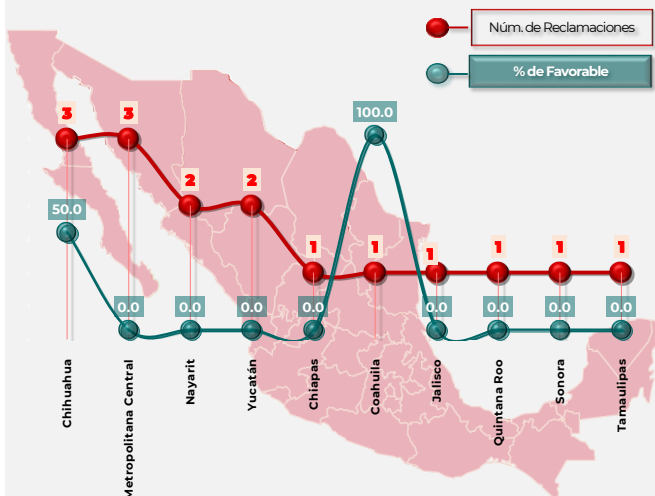 Núm. de Reclamaciones
% de Favorable
3
3
2
2
1
1
1
1
1
1
50.0
0.0
0.0
0.0
0.0
100.0
0.0
0.0
0.0
0.0
Chihuahua
Metropolitana Central
Nayarit
Yucatán
Chiapas
Coahuila
Jalisco
Quintana Roo
Sonora
Tamaulipas